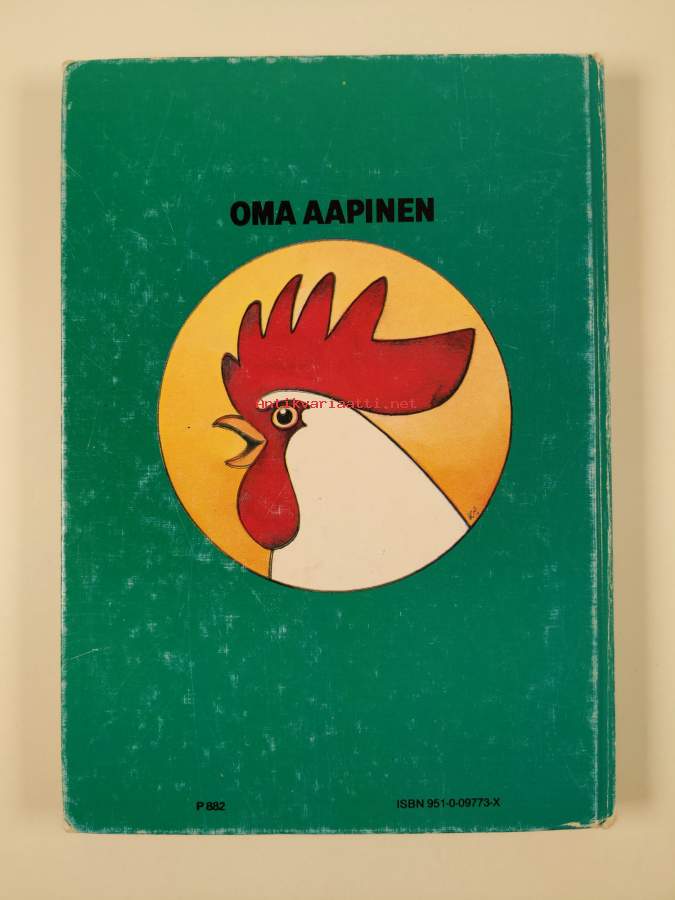 OMA AAPINEN
Antikvariaatti.net
P 882
ISBN 951-0-09773-X